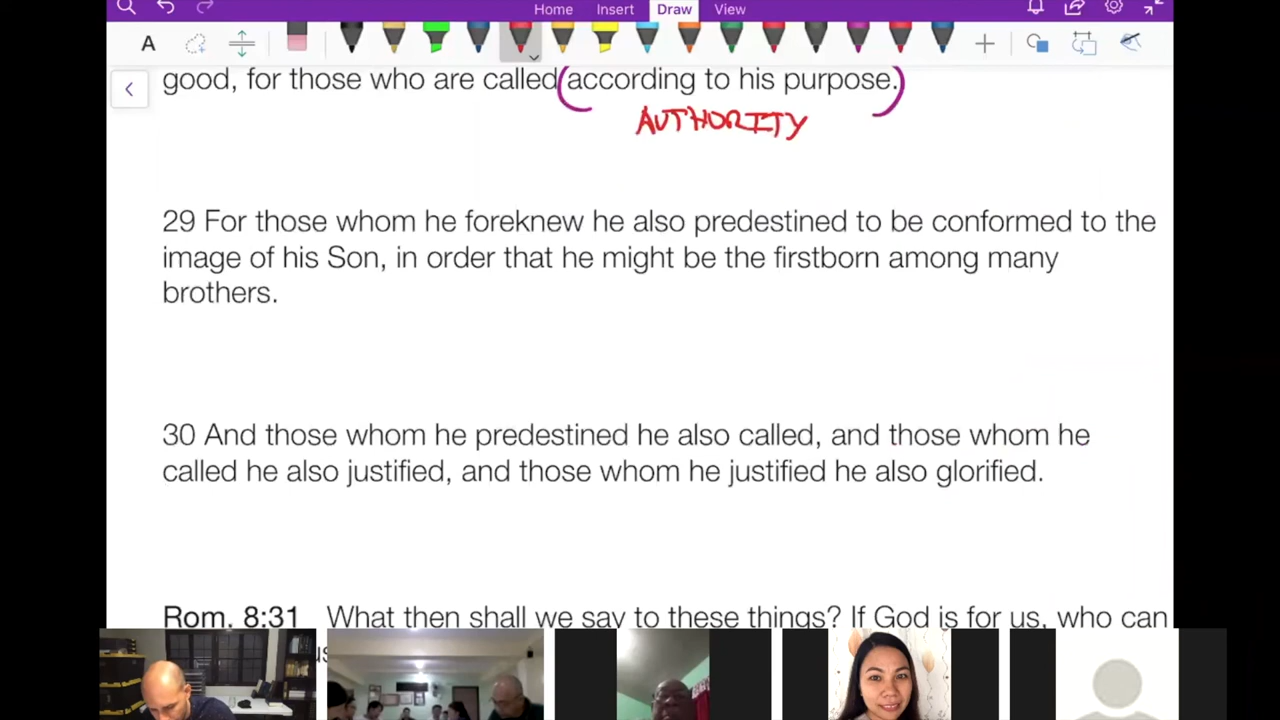 Home Insert Draw View
A
good, for those who are called (according to his purpose.)
AUTHORITY
29 For those whom he foreknew he also predestined to be conformed to the
image of his Son, in order that he might be the firstborn among many
brothers.
30 And those whom he predestined he also called, and those whom he
called he also justified, and those whom he justified he also glorified.
Rom. 8:31 What then shall we say to these things? If God is for us, who can